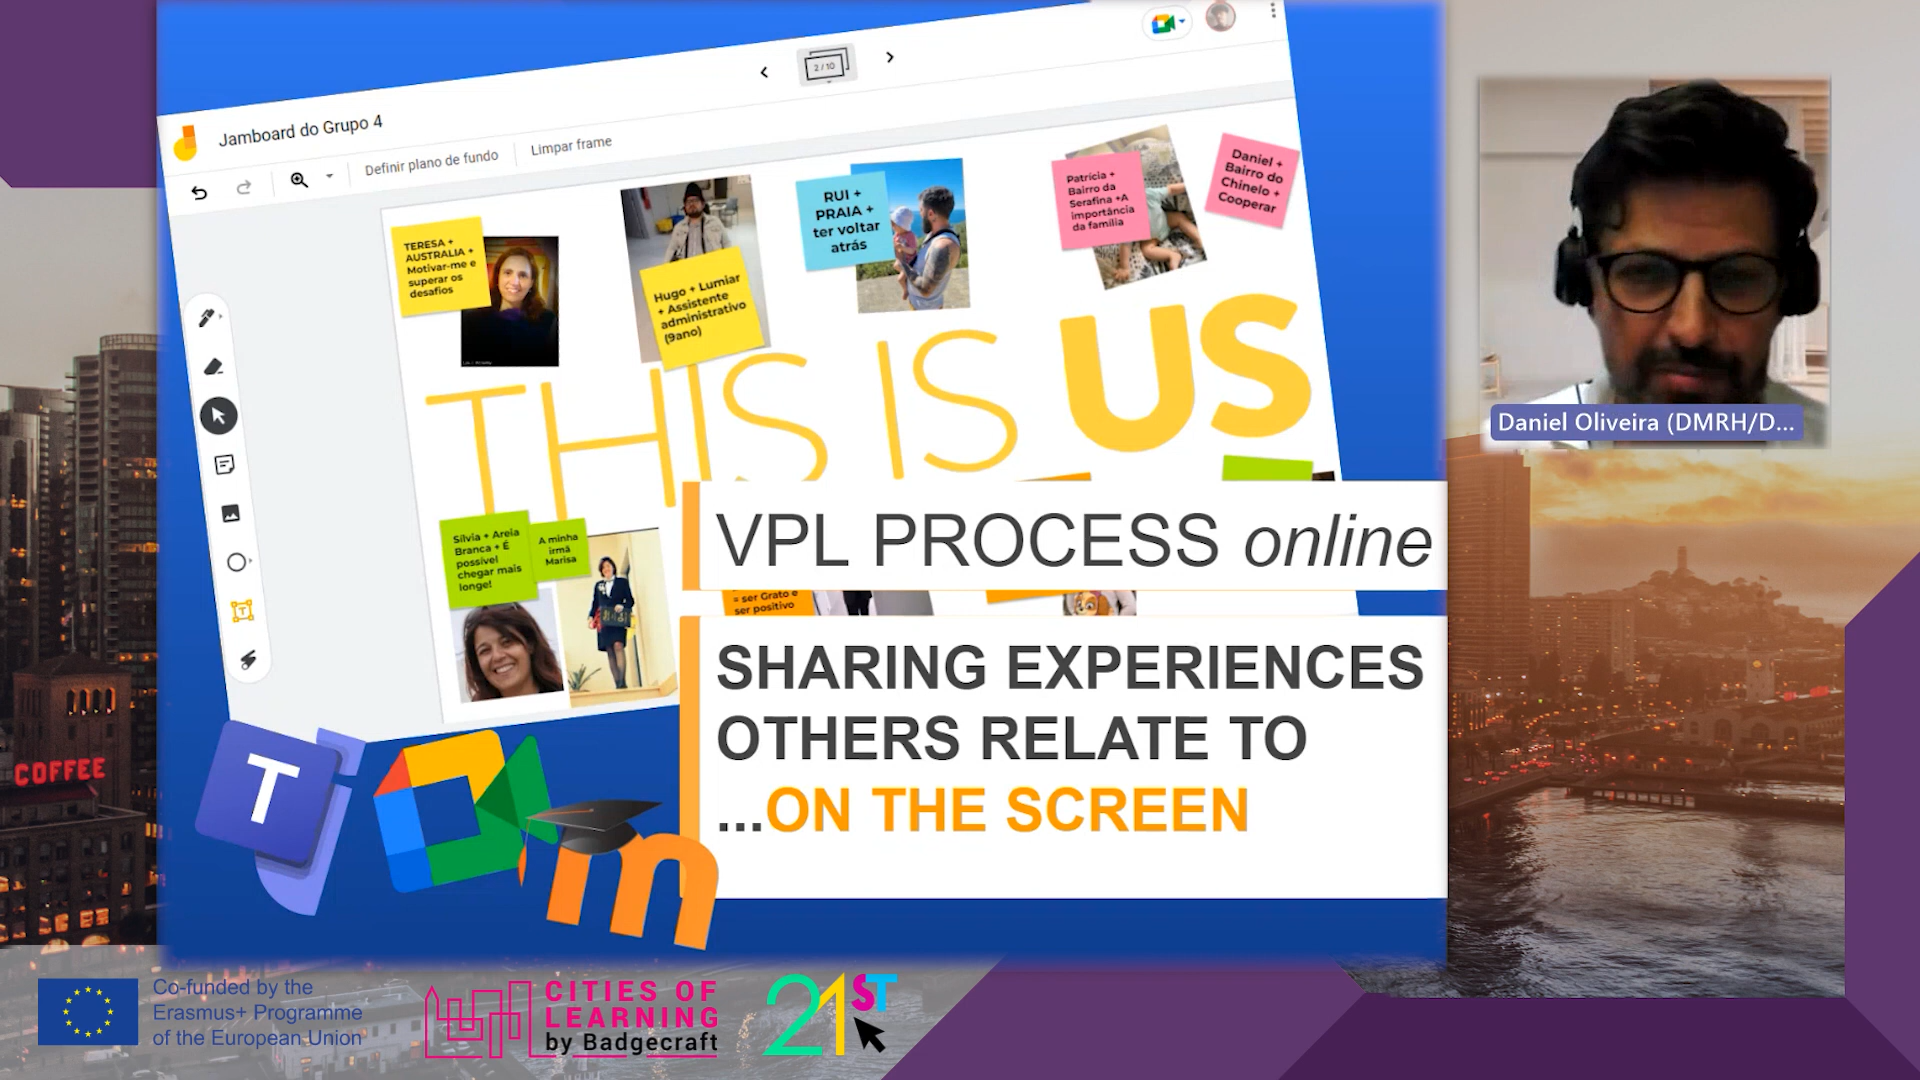 2 / 10
Jamboard do Grupo 4
Definir plano de fundo
Limpar frame
TERESA +
AUSTRALIA +
Motivar-me e
superar os
desafios
Hugo + Lumiar
+ Assistente
administrativo
(9ano)
RUI +
PRAIA +
ter voltar
atrás
Patrícia +
Bairro da
Serafina +A
importância
da família
Daniel +
Bairro do
Chinelo +
Cooperar
THIS IS US
Sílvia + Areia
Branca + É
possível
chegar mais
longe!
A minha
irmã
Marisa
= ser Grato e
ser positivo
VPL PROCESS online
SHARING EXPERIENCES
OTHERS RELATE TO
...ON THE SCREEN
T
m
Daniel Oliveira (DMRH/D...
COFFEE
Co-funded by the
Erasmus+ Programme
of the European Union
CITIES OF
LEARNING
by Badgecraft
21ST